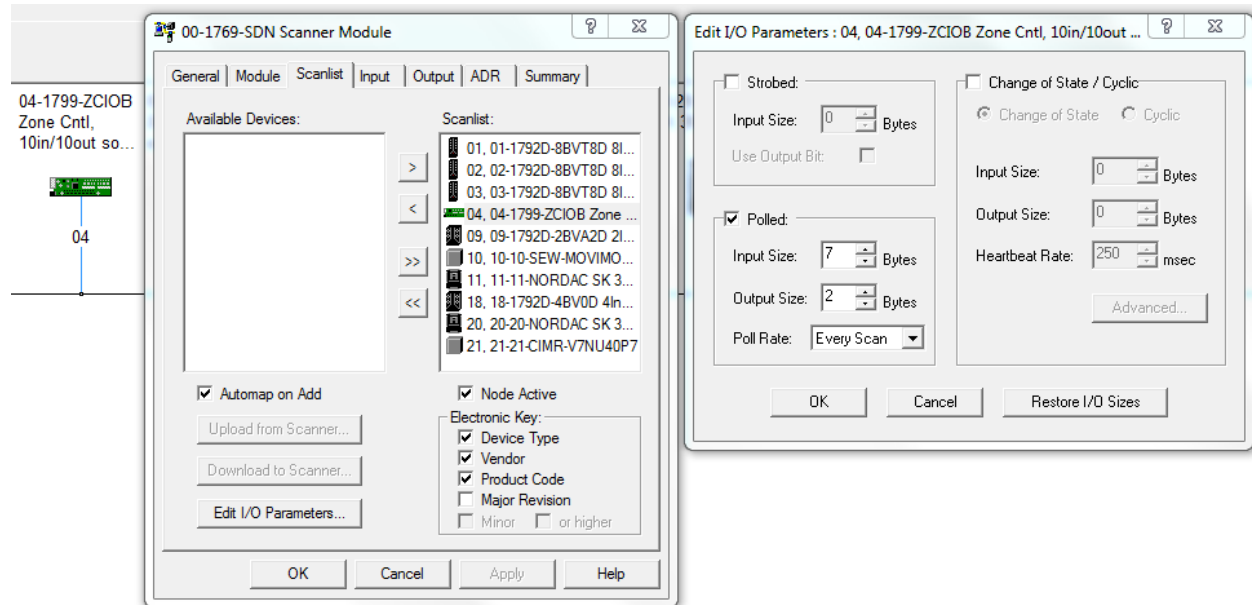 04-1799-ZCIOB
Zone Cntl,
10in/10out so...
04
00-1769-SDN Scanner Module
General Module Scanlist Input Output ADR Summary
Available Devices:
Scanlist:
>
<
>>
<<
01, 01-1792D-8BVT8D 8I...
02, 02-1792D-8BVT8D 8I...
03, 03-1792D-8BVT8D 8I...
04, 04-1799-ZCIOB Zone ...
09, 09-1792D-2BVA2D 2I...
10, 10-10-SEW-MOVIMO...
11, 11-11-NORDAC SK 3...
18, 18-1792D-4BV0D 4In...
20, 20-20-NORDAC SK 3...
21, 21-21-CIMR-V7NU40P7
Automap on Add
Upload from Scanner...
Download to Scanner...
Edit I/O Parameters...
Node Active
Electronic Key:
Device Type
Vendor
Product Code
Major Revision
Minor or higher
OK Cancel Apply Help
Edit I/O Parameters : 04, 04-1799-ZCIOB Zone Cntl, 10in/10out ...
Strobed:
Input Size: 0 Bytes
Use Output Bit:
Polled:
Input Size: 7 Bytes
Output Size: 2 Bytes
Poll Rate: Every Scan
Change of State / Cyclic
Change of State Cyclic
Input Size: 0 Bytes
Output Size: 0 Bytes
Heartbeat Rate: 250 msec
Advanced...
OK Cancel Restore I/O Sizes